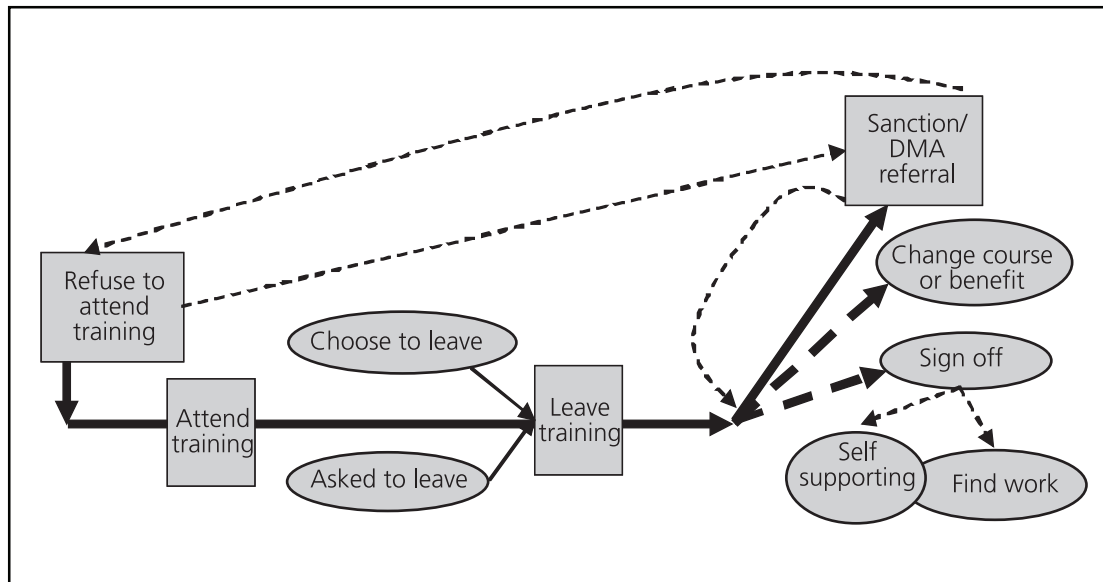 Sanction/
DMA
referral
Change course
or benefit
Refuse to
attend
training
Choose to leave
Sign off
Attend
training
Leave
training
Asked to leave
Self
supporting
Find work